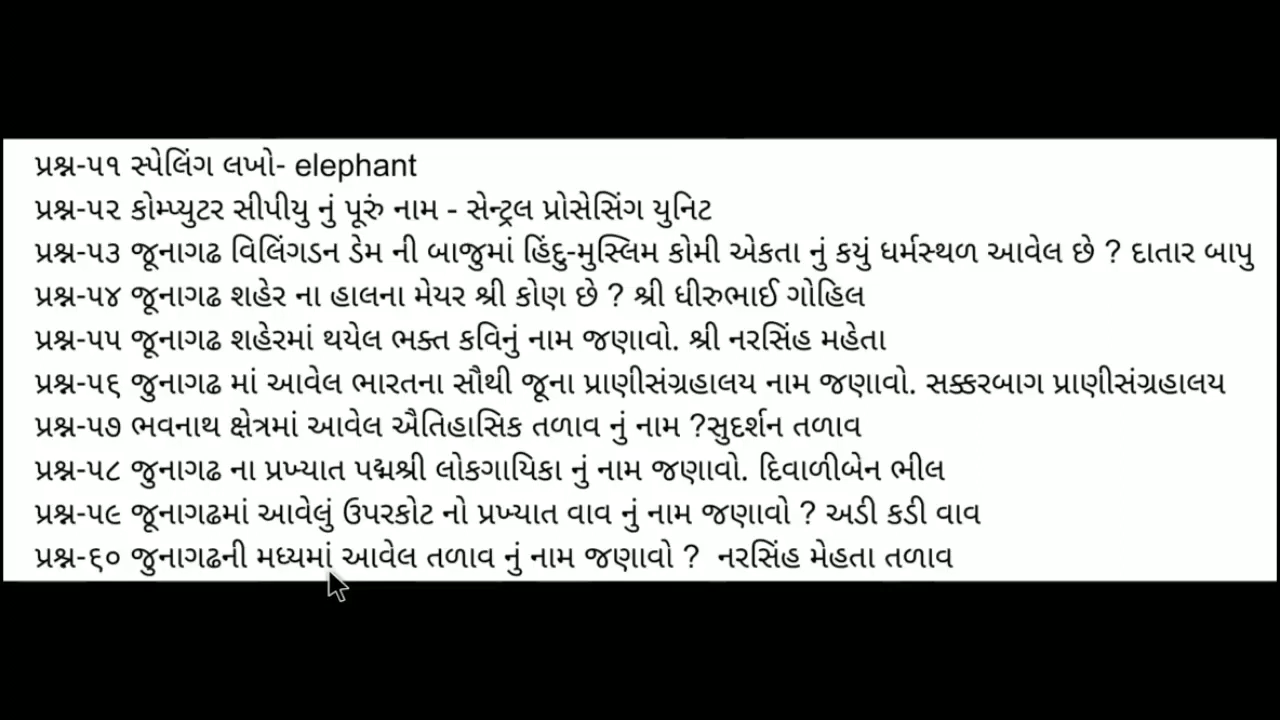 પ્રશ્ન-૫૧ સ્પેલિંગ લખો- elephant
પ્રશ્ન-૫૨ કોમ્પ્યુટર સીપીયુ નું પૂરું નામ - સેન્ટ્રલ પ્રોસેસિંગ યુનિટ
પ્રશ્ન-૫૩ જૂનાગઢ વિલિંગડન ડેમ ની બાજુમાં હિંદુ-મુસ્લિમ કોમી એકતા નું કયું ધર્મસ્થળ આવેલ છે ? દાતાર બાપુ
પ્રશ્ન-૫૪ જૂનાગઢ શહેર ના હાલના મેયર શ્રી કોણ છે ? શ્રી ધીરુભાઈ ગોહિલ
પ્રશ્ન-૫૫ જૂનાગઢ શહેરમાં થયેલ ભક્ત કવિનું નામ જણાવો. શ્રી નરસિંહ મહેતા
પ્રશ્ન-૫૬ જુનાગઢ માં આવેલ ભારતના સૌથી જૂના પ્રાણીસંગ્રહાલય નામ જણાવો. સક્કરબાગ પ્રાણીસંગ્રહાલય
પ્રશ્ન-૫૭ ભવનાથ ક્ષેત્રમાં આવેલ ઐતિહાસિક તળાવ નું નામ ?સુદર્શન તળાવ
પ્રશ્ન-૫૮ જુનાગઢ ના પ્રખ્યાત પદ્મશ્રી લોકગાયિકા નું નામ જણાવો. દિવાળીબેન ભીલ
પ્રશ્ન-૫૯ જૂનાગઢમાં આવેલું ઉપરકોટ નો પ્રખ્યાત વાવ નું નામ જણાવો ? અડી કડી વાવ
પ્રશ્ન-૬૦ જુનાગઢની મધ્યમાં આવેલ તળાવ નું નામ જણાવો ? નરસિંહ મેહતા તળાવ